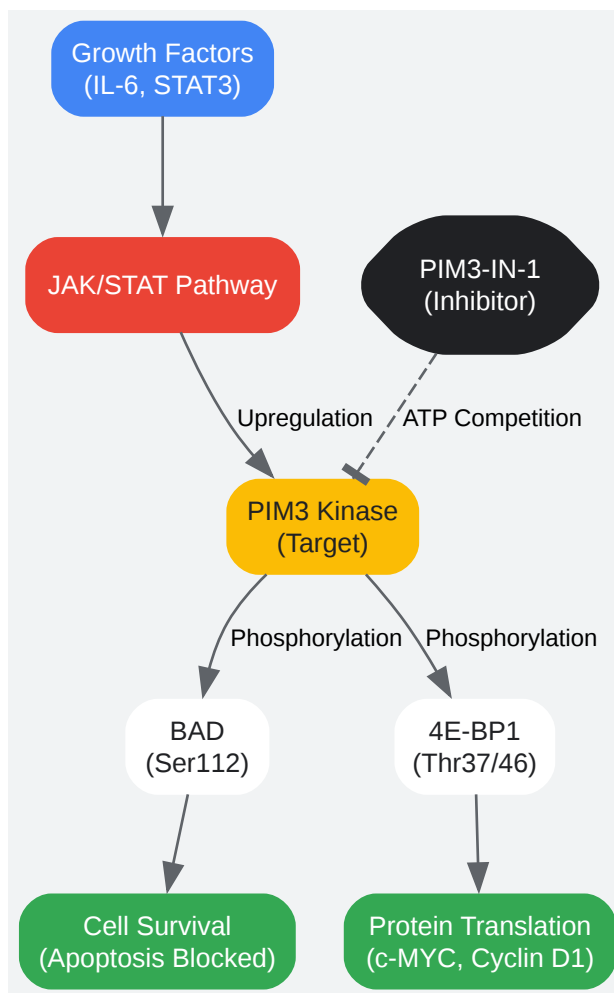 Growth Factors
(IL-6, STAT3)
JAK/STAT Pathway
PIM3-IN-1
(Inhibitor)
Upregulation
ATP Competition
PIM3 Kinase
(Target)
Phosphorylation
Phosphorylation
BAD
(Ser112)
4E-BP1
(Thr37/46)
Cell Survival
(Apoptosis Blocked)
Protein Translation
(c-MYC, Cyclin D1)